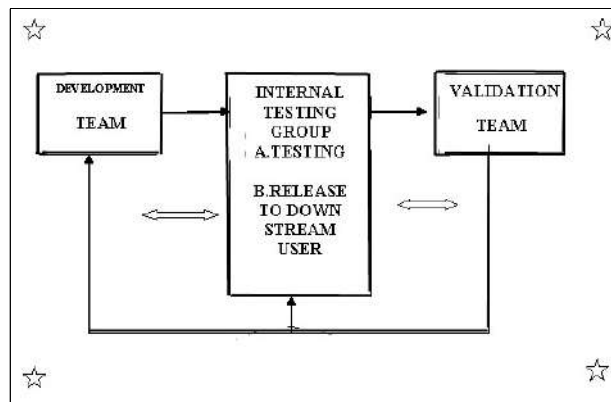 DEVELOPMENT
TEAM
INTERNAL
TESTING
GROUP
A.TESTING
B.RELEASE
TO DOWN
STREAM
USER
VALIDATION
TEAM